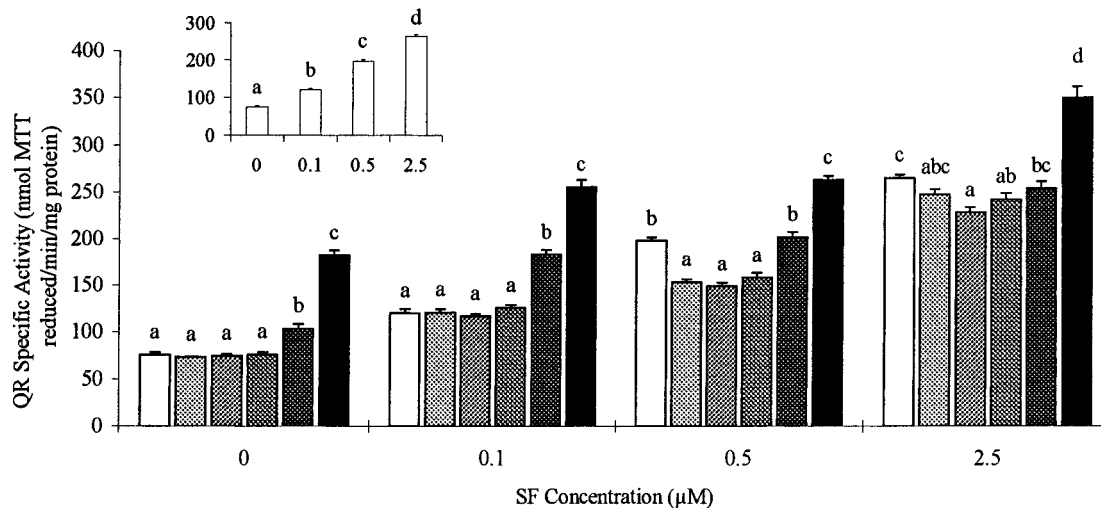 QR Specific Activity (nmol MTT
reduced/min/mg protein)
400
350
300
250
200
150
100
50
0
300
200
100
0
a b c d
0 0.1 0.5 2.5
a a a a b c
a a a a b c
b a a a b c
c abc a ab bc d
0 0.1 0.5 2.5
SF Concentration (µM)